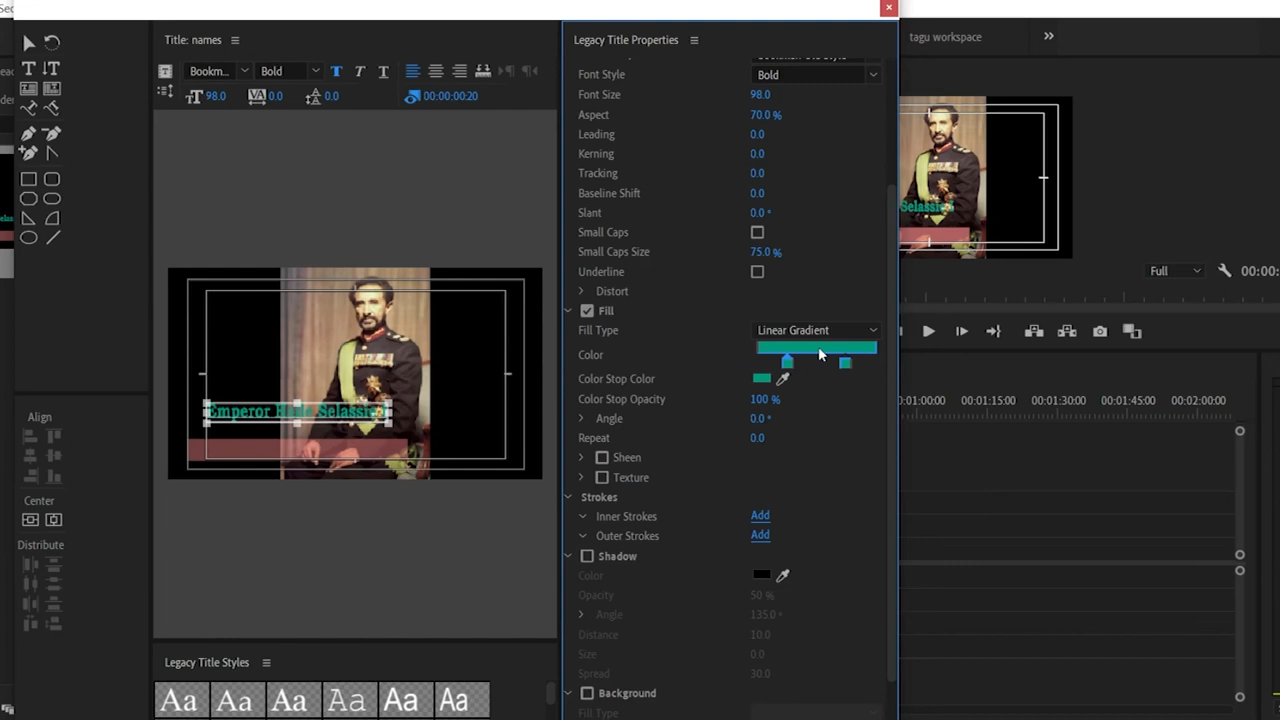 Title: names
Legacy Title Properties
tagu workspace
Bookm...
Bold
98.0
0.0
0.0
00:00:00:20
Font Style
Bold
Font Size
98.0
Aspect
70.0 %
Leading
0.0
Kerning
0.0
Tracking
0.0
Baseline Shift
0.0
Slant
0.0 °
Small Caps
Small Caps Size
75.0 %
Underline
Distort
Fill
Fill Type
Linear Gradient
Color
Color Stop Color
Color Stop Opacity
100 %
Angle
0.0 °
Repeat
0.0
Sheen
Texture
Strokes
Inner Strokes
Add
Outer Strokes
Add
Shadow
Color
Opacity
50 %
Angle
135.0 °
Distance
10.0
Size
0.0
Spread
30.0
Background
Fill Type
Emperor Haile Selassie I
Align
Center
Distribute
Legacy Title Styles
Aa Aa Aa Aa Aa Aa
Selassie I
Full
00:00:
:01:00
00:01:15
00:01:30
00:01:45
00:02:00